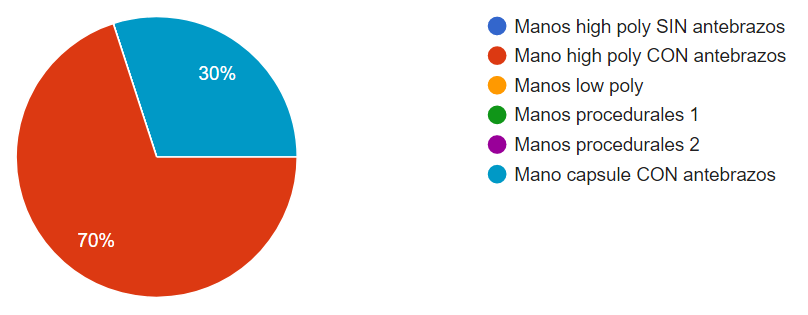 30%
70%
Manos high poly SIN antebrazos
Mano high poly CON antebrazos
Manos low poly
Manos procedurales 1
Manos procedurales 2
Mano capsule CON antebrazos